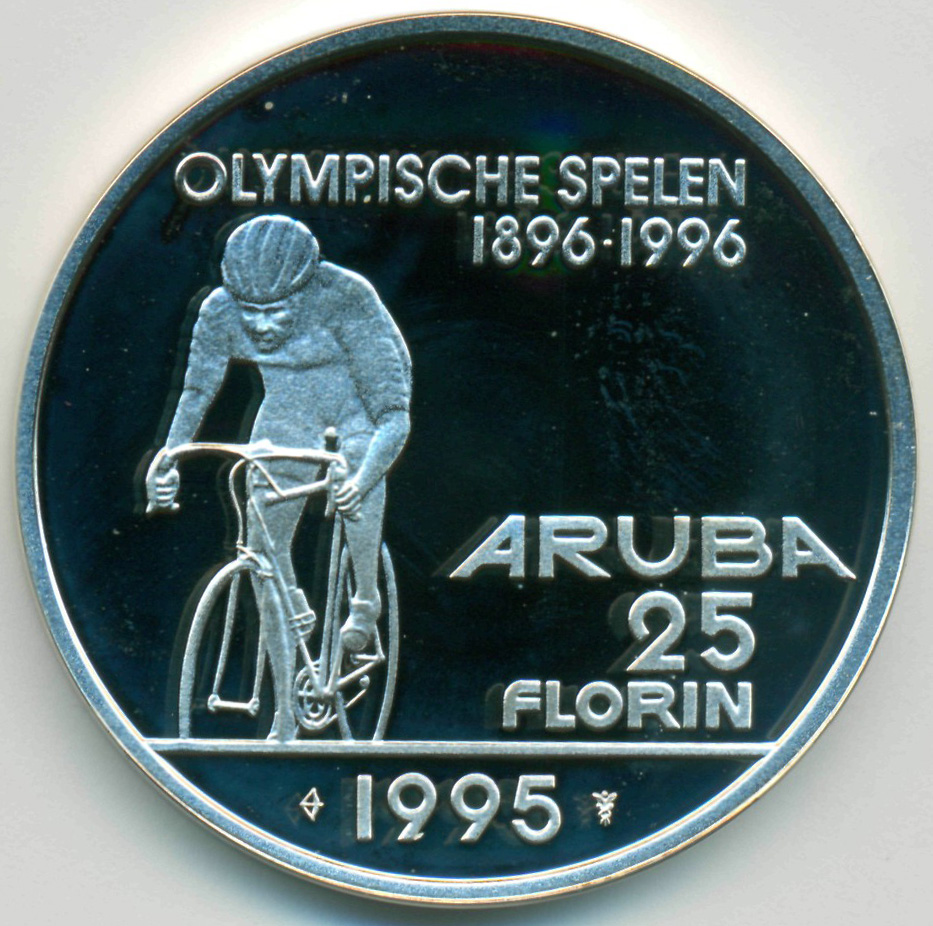 OLYMPISCHE SPELEN
1896·1996
ARUBA
25
FLORIN
1995